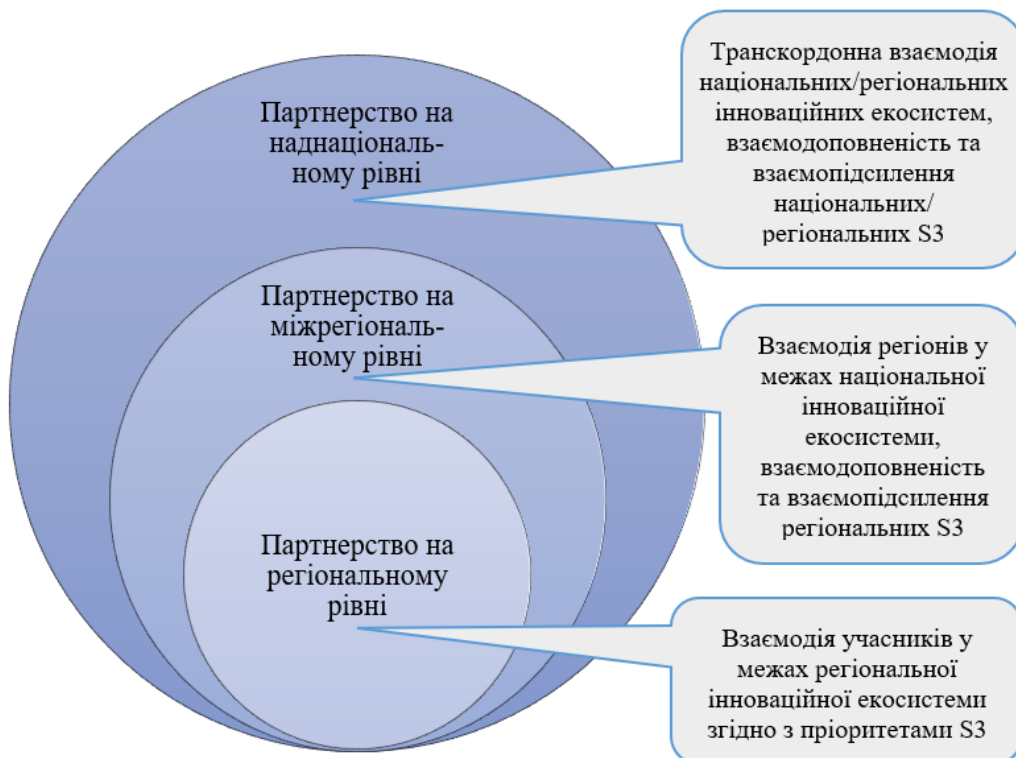 Партнерство на
наднаціональ-
ному рівні
Транскордонна взаємодія
національних/регіональних
інноваційних екосистем,
взаємодоповненість та
взаємопідсилення
національних/
регіональних S3
Партнерство на
міжрегіональ-
ному рівні
Взаємодія регіонів у
межах національної
інноваційної
екосистеми,
взаємодоповненість
та взаємопідсилення
регіональних S3
Партнерство на
регіональному
рівні
Взаємодія учасників у
межах регіональної
інноваційної екосистеми
згідно з пріоритетами S3